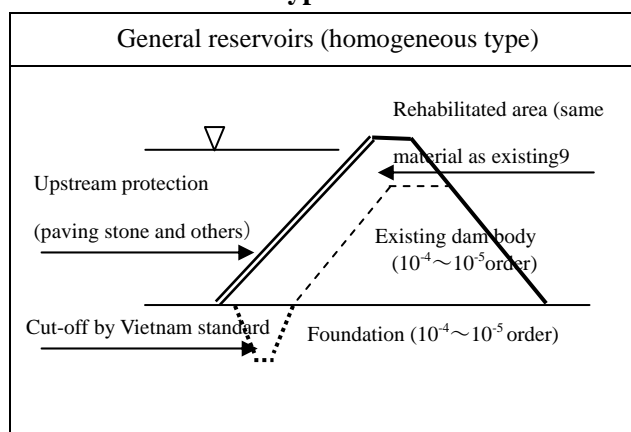 General reservoirs (homogeneous type)
Rehabilitated area (same
material as existing9
Upstream protection
(paving stone and others）
Existing dam body
(10-4～10-5order)
Cut-off by Vietnam standard
Foundation (10-4～10-5 order)